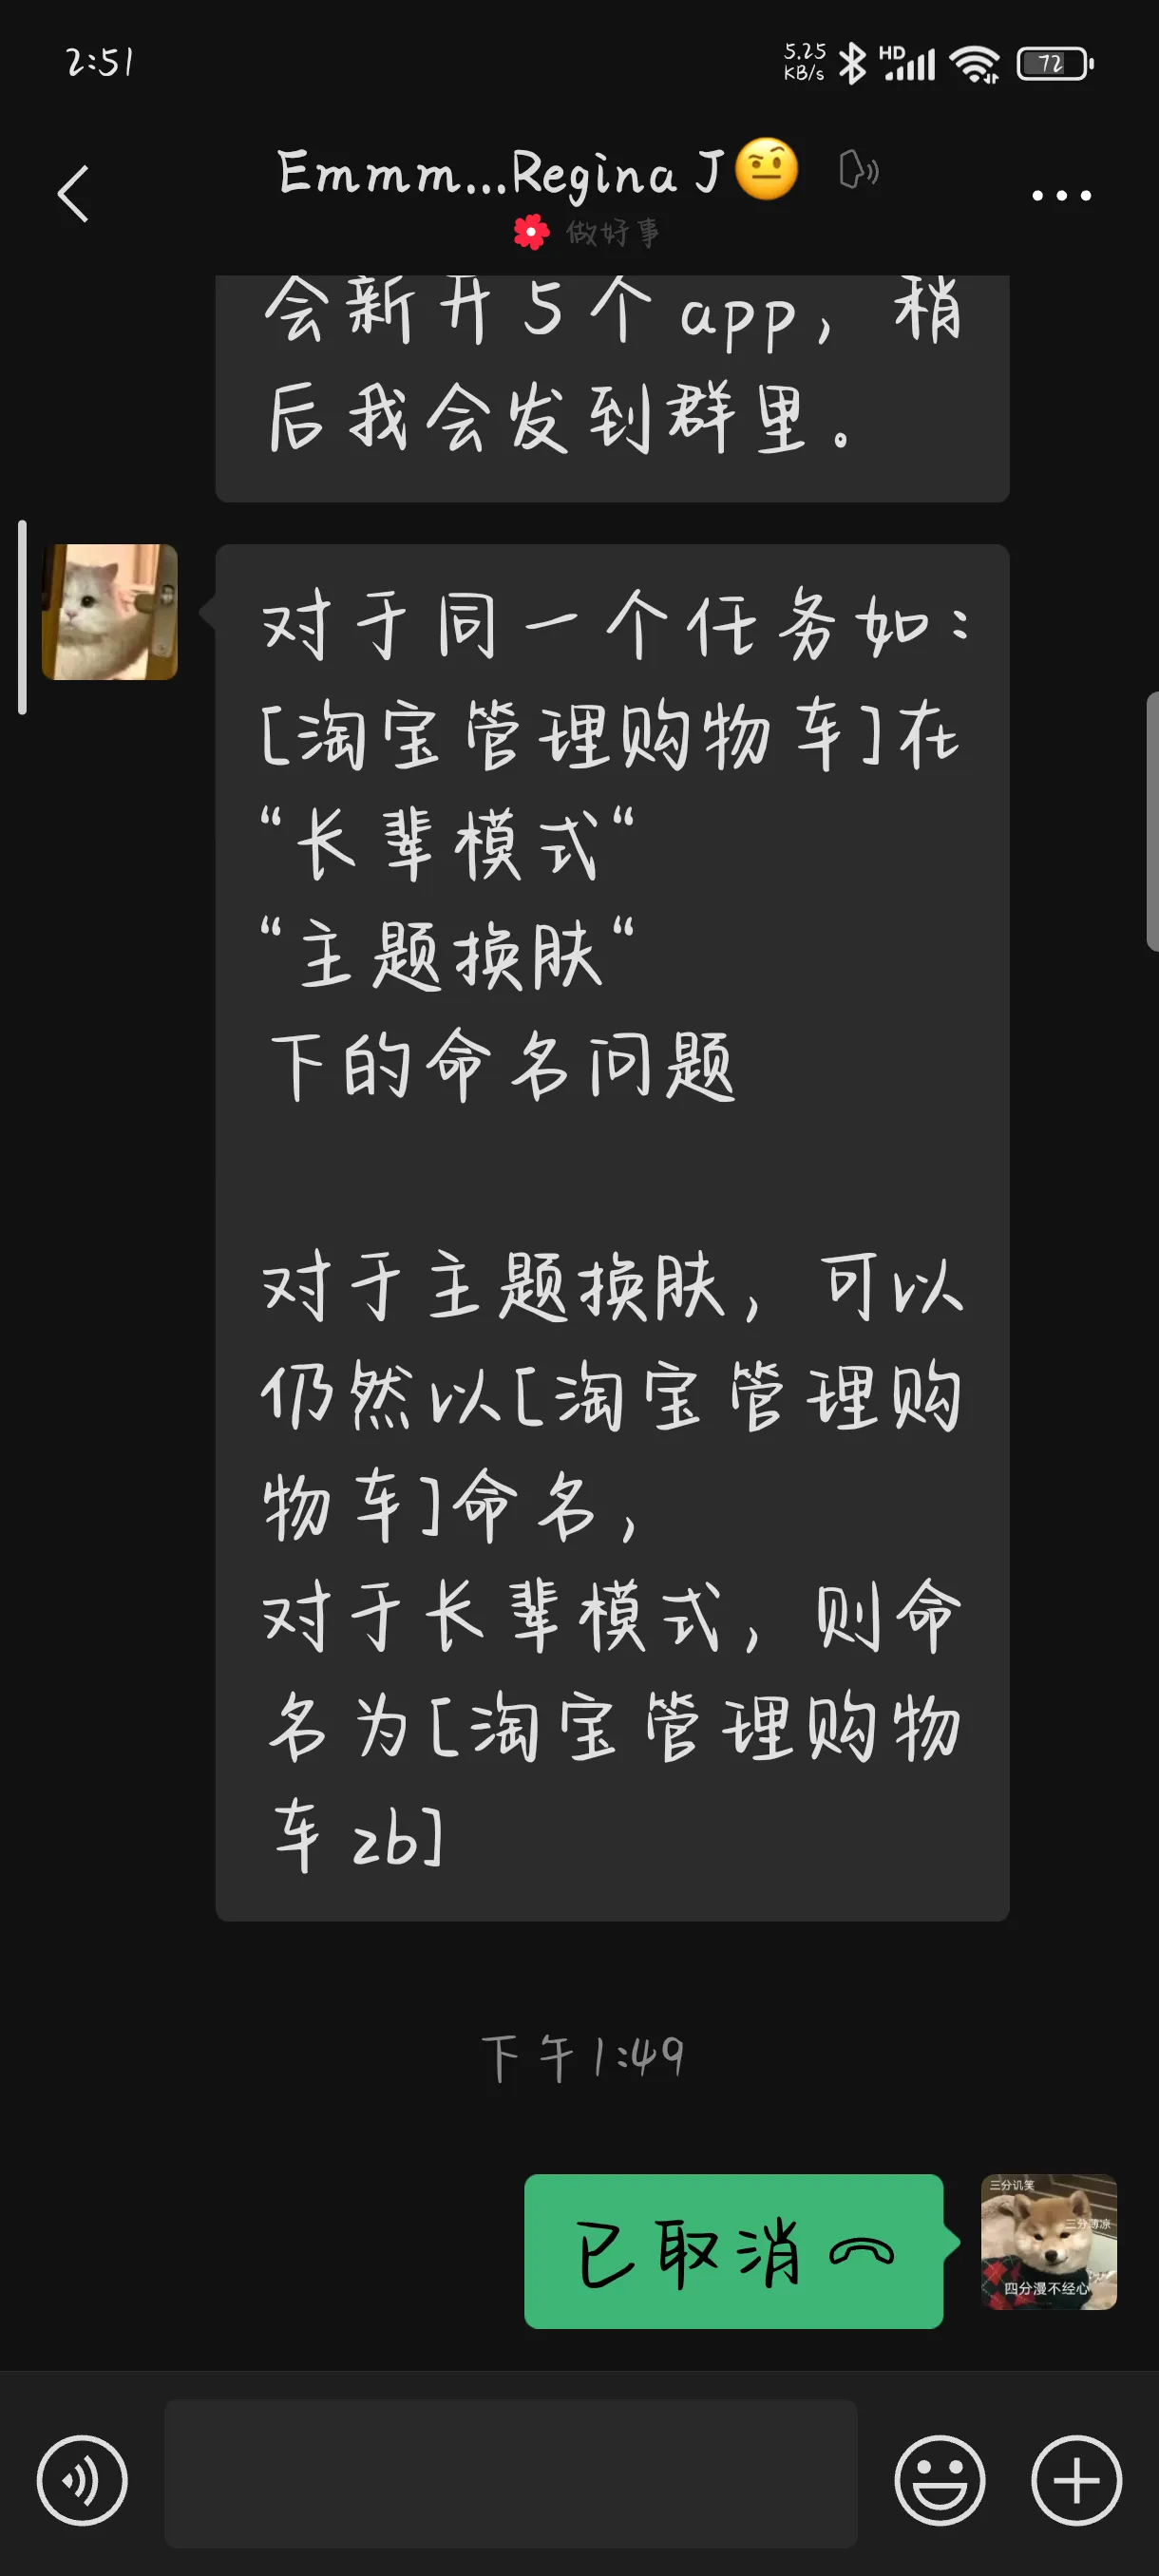 2:51
5.25
KB/s
HD
72
Emmm...Regina J🤨
做好事
会新开5个app，稍
后我会发到群里。
对于同一个任务如：
[淘宝管理购物车]在
“长辈模式“
“主题换肤“
下的命名问题
对于主题换肤，可以
仍然以[淘宝管理购
物车]命名，
对于长辈模式，则命
名为[淘宝管理购物
车zb]
下午1:49
已取消
三分讥笑
三分薄凉
四分漫不经心